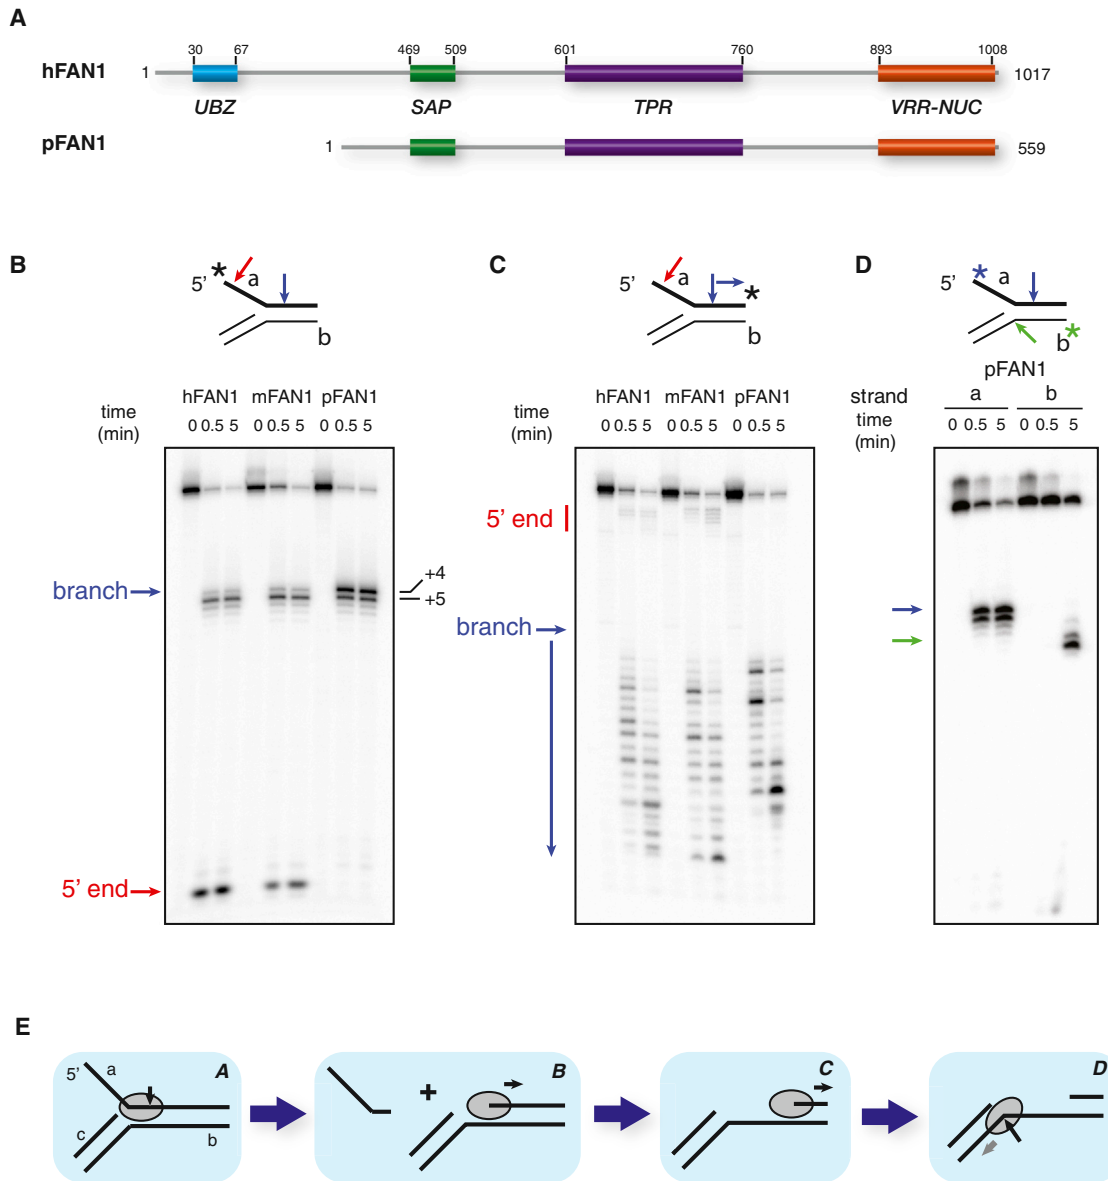 A
30 67 469 509 601 760 893 1008
hFAN1 1 1017
UBZ SAP TPR VRR-NUC
pFAN1 1 559
B
5’ * a
b
hFAN1 mFAN1 pFAN1
time
(min)
0 0.5 5 0 0.5 5 0 0.5 5
branch
+4
+5
5’ end
C
5’ a
*
b
hFAN1 mFAN1 pFAN1
time
(min)
0 0.5 5 0 0.5 5 0 0.5 5
5’ end
branch
D
5’ * a
b *
pFAN1
strand a b
time
(min)
0 0.5 5 0 0.5 5
E
5’ a A
c b
+ B
C
D